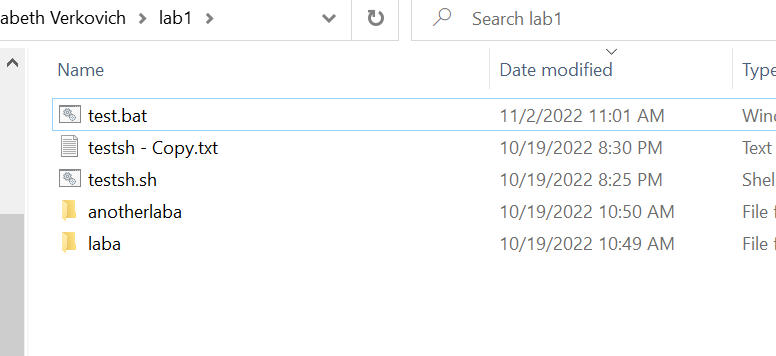 abeth Verkovich > lab1 > Search lab1
Name Date modified Type
test.bat 11/2/2022 11:01 AM Wind
testsh - Copy.txt 10/19/2022 8:30 PM Text
testsh.sh 10/19/2022 8:25 PM Shel
anotherlaba 10/19/2022 10:50 AM File f
laba 10/19/2022 10:49 AM File f